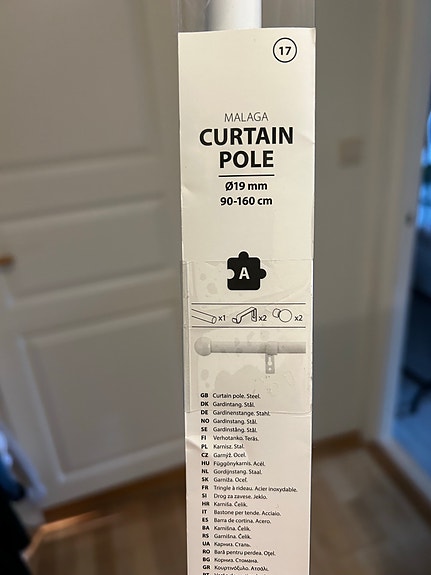 17
MALAGA
CURTAIN
POLE
Ø19 mm
90-160 cm
A
x1 x2 x2
GB Curtain pole. Steel.
DK Gardinstang. Stål.
DE Gardinenstange. Stahl.
NO Gardinstang. Stål.
SE Gardinstång. Stål.
FI Verhotanko. Teräs.
PL Karnisz. Stal.
CZ Garnýž. Ocel.
HU Függönykarnis. Acél.
NL Gordijnstang. Staal.
SK Garniža. Oceľ.
FR Tringle à rideau. Acier inoxydable.
SI Drog za zavese. Jeklo.
HR Karniša. Čelik.
IT Bastone per tende. Acciaio.
ES Barra de cortina. Acero.
BA Karniša. Čelik.
RS Garnišna. Čelik.
UA Карниз. Сталь.
RO Bară pentru perdea. Oțel.
BG Корниз. Стомана.
GR Κουρτινόξυλο. Ατσάλι.